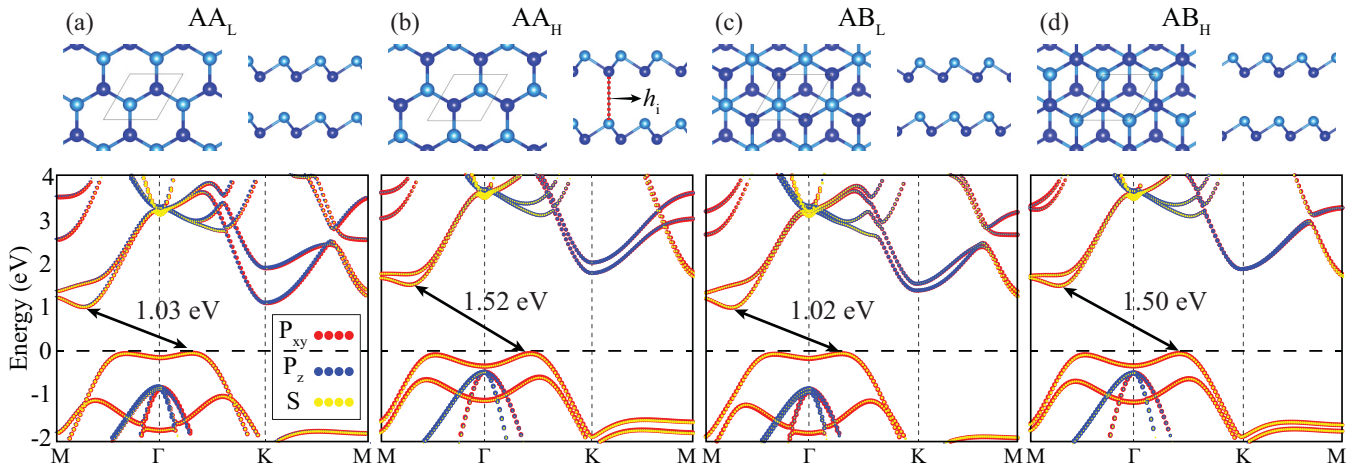 (a) AA_L (b) AA_H (c) AB_L (d) AB_H
h_i
Energy (eV)
4
3
2
1
0
-1
-2
1.03 eV 1.52 eV 1.02 eV 1.50 eV
P_xy
P_z
S
M Γ K M Γ K M Γ K M Γ K M